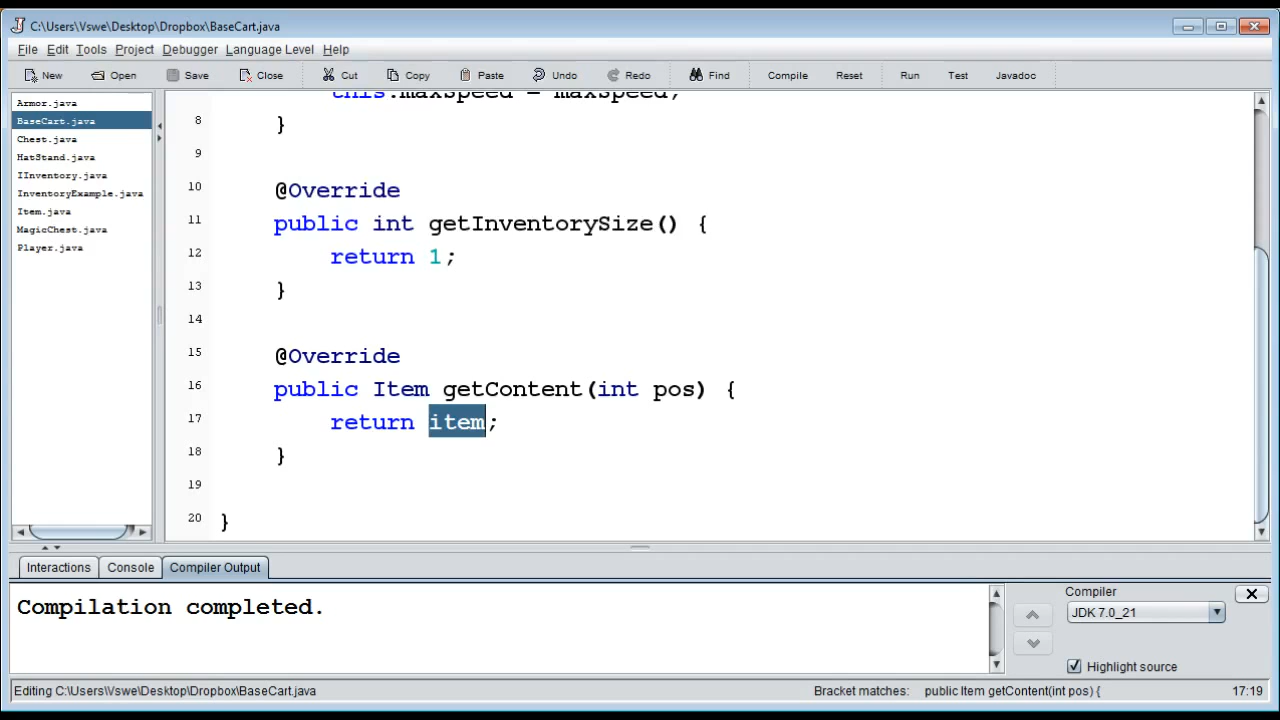 C:\Users\Vswe\Desktop\Dropbox\BaseCart.java
File Edit Tools Project Debugger Language Level Help
New Open Save Close Cut Copy Paste Undo Redo Find Compile Reset Run Test Javadoc
Armor.java
BaseCart.java
Chest.java
HatStand.java
IInventory.java
InventoryExample.java
Item.java
MagicChest.java
Player.java
this.maxSpeed = maxSpeed;
8 }
9
10 @Override
11 public int getInventorySize() {
12 return 1;
13 }
14
15 @Override
16 public Item getContent(int pos) {
17 return item;
18 }
19
20 }
Interactions Console Compiler Output
Compilation completed.
Compiler
JDK 7.0_21
Highlight source
Editing C:\Users\Vswe\Desktop\Dropbox\BaseCart.java Bracket matches: public Item getContent(int pos) { 17:19